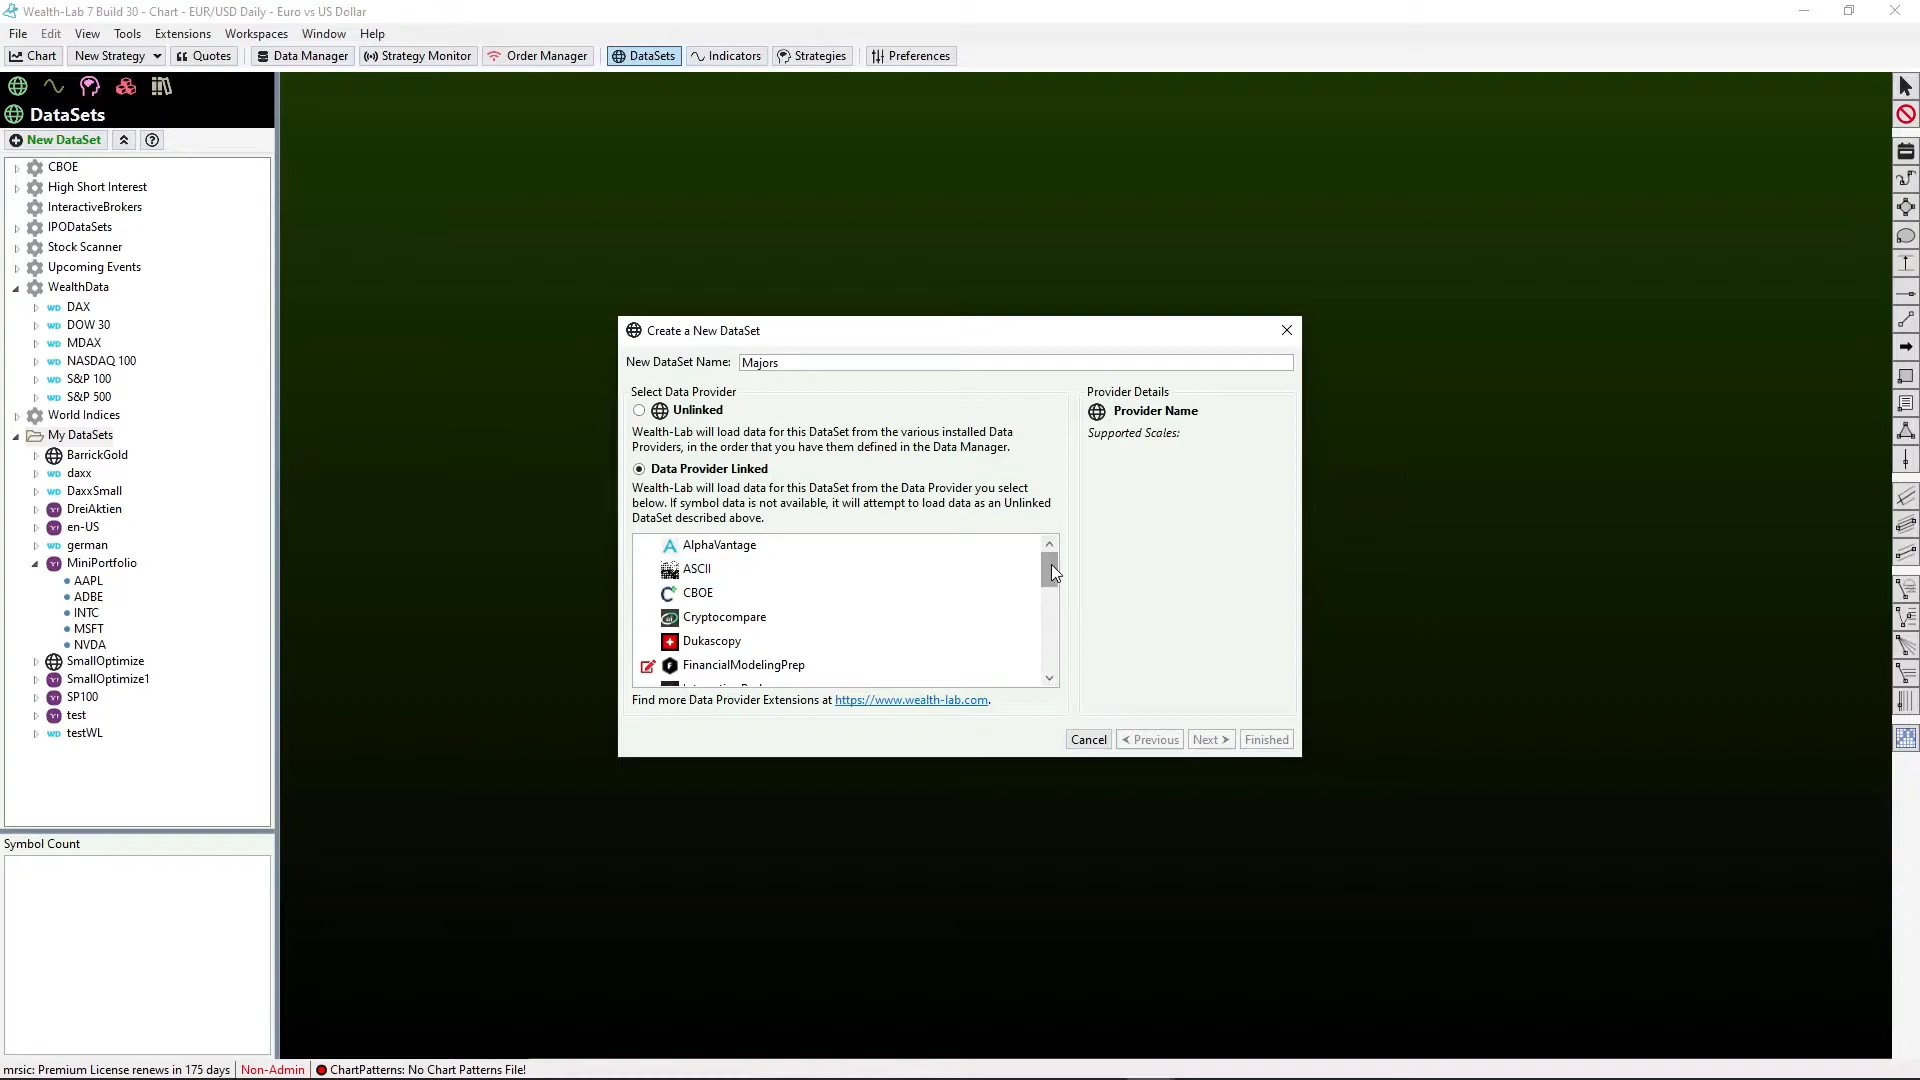 Wealth-Lab 7 Build 30 - Chart - EUR/USD Daily - Euro vs US Dollar
File Edit View Tools Extensions Workspaces Window Help
Chart New Strategy Quotes Data Manager Strategy Monitor Order Manager DataSets Indicators Strategies Preferences
DataSets
New DataSet
CBOE
High Short Interest
InteractiveBrokers
IPODataSets
Stock Scanner
Upcoming Events
WealthData
WD DAX
WD DOW 30
WD MDAX
WD NASDAQ 100
WD S&P 100
WD S&P 500
World Indices
My DataSets
BarrickGold
WD daxx
WD DaxxSmall
Y! DreiAktien
Y! en-US
WD german
Y! MiniPortfolio
AAPL
ADBE
INTC
MSFT
NVDA
SmallOptimize
Y! SmallOptimize1
Y! SP100
Y! test
WD testWL
Symbol Count
Create a New DataSet
New DataSet Name: Majors
Select Data Provider
Unlinked
Wealth-Lab will load data for this DataSet from the various installed Data
Providers, in the order that you have them defined in the Data Manager.
Data Provider Linked
Wealth-Lab will load data for this DataSet from the Data Provider you select
below. If symbol data is not available, it will attempt to load data as an Unlinked
DataSet described above.
AlphaVantage
ASCII
CBOE
Cryptocompare
Dukascopy
FinancialModelingPrep
Find more Data Provider Extensions at https://www.wealth-lab.com.
Provider Details
Provider Name
Supported Scales:
Cancel Previous Next Finished
mrsic: Premium License renews in 175 days Non-Admin ChartPatterns: No Chart Patterns File!